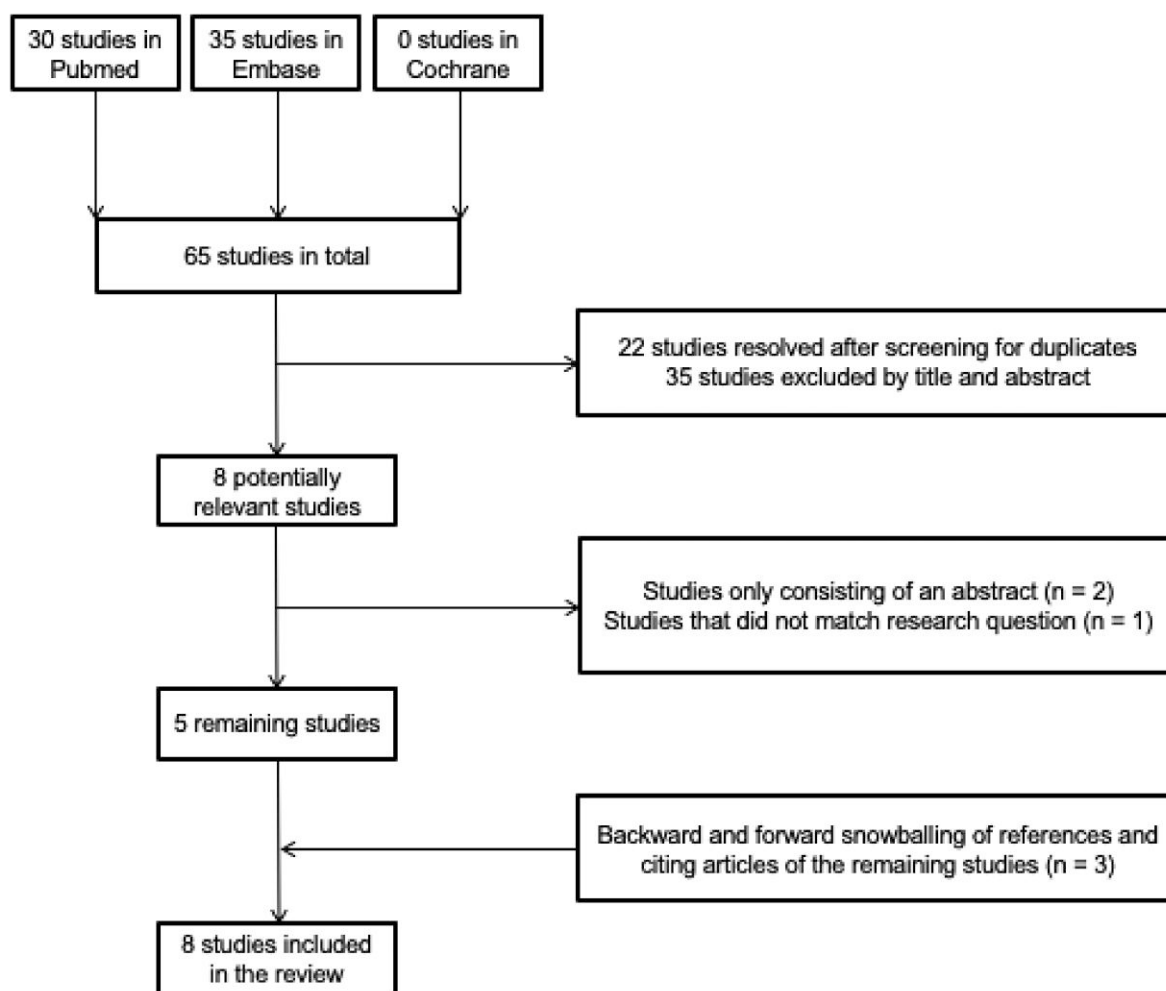 30 studies in
Pubmed
35 studies in
Embase
0 studies in
Cochrane
65 studies in total
22 studies resolved after screening for duplicates
35 studies excluded by title and abstract
8 potentially
relevant studies
Studies only consisting of an abstract (n = 2)
Studies that did not match research question (n = 1)
5 remaining studies
Backward and forward snowballing of references and
citing articles of the remaining studies (n = 3)
8 studies included
in the review